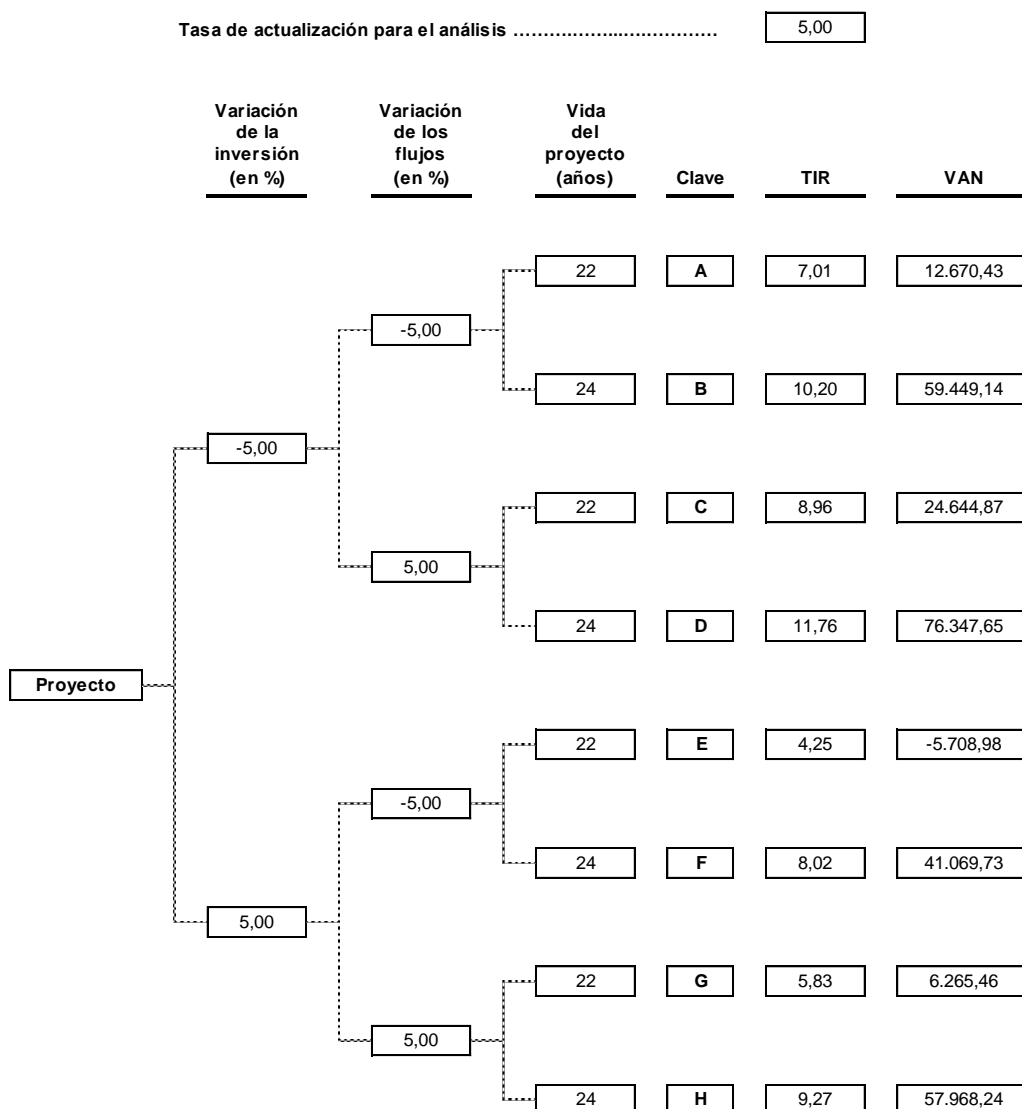 Tasa de actualización para el análisis ……….……...….………… 5,00
Variación Variación Vida
de la de los del
inversión flujos proyecto
(en %) (en %) (años) Clave TIR VAN
22 A 7,01 12.670,43
-5,00
24 B 10,20 59.449,14
-5,00
22 C 8,96 24.644,87
5,00
24 D 11,76 76.347,65
Proyecto
22 E 4,25 -5.708,98
-5,00
24 F 8,02 41.069,73
5,00
22 G 5,83 6.265,46
5,00
24 H 9,27 57.968,24